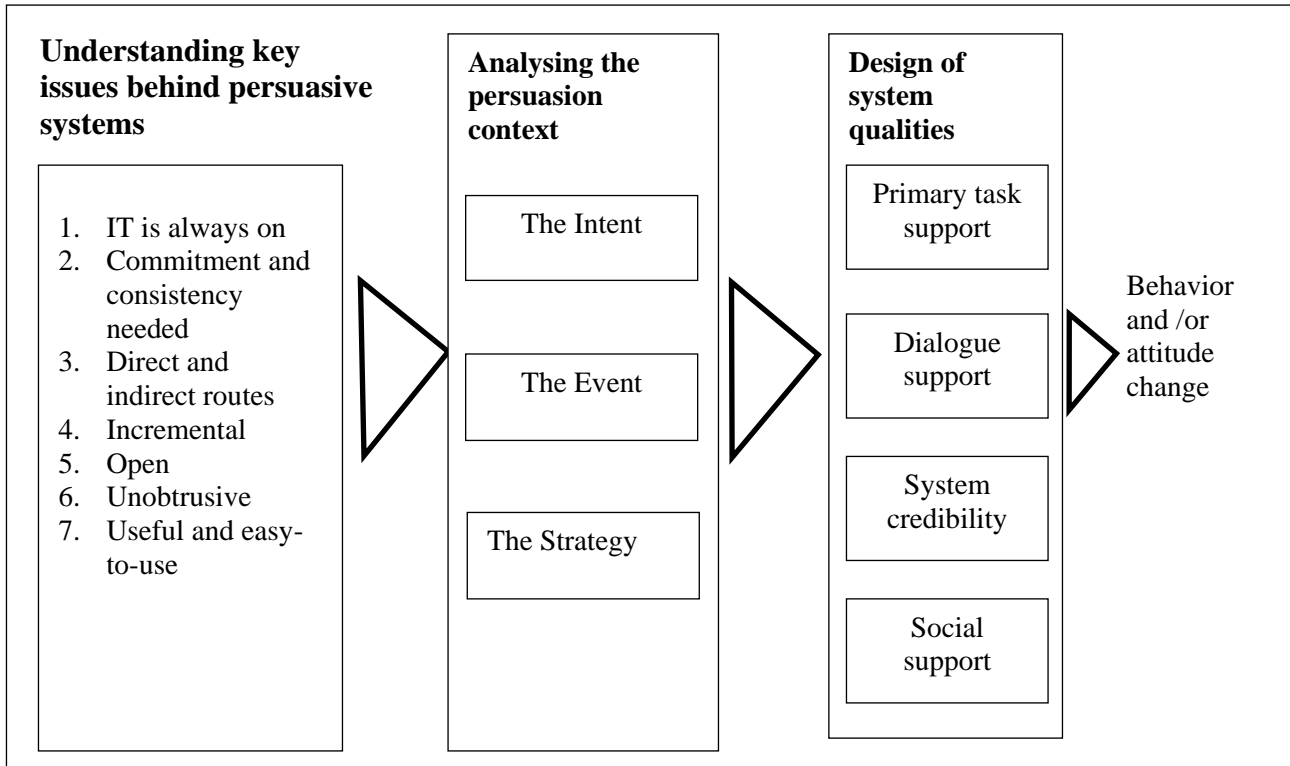 Understanding key
issues behind persuasive
systems
1. IT is always on
2. Commitment and
consistency
needed
3. Direct and
indirect routes
4. Incremental
5. Open
6. Unobtrusive
7. Useful and easy-
to-use
Analysing the
persuasion
context
The Intent
The Event
The Strategy
Design of
system
qualities
Primary task
support
Dialogue
support
System
credibility
Social
support
Behavior
and /or
attitude
change